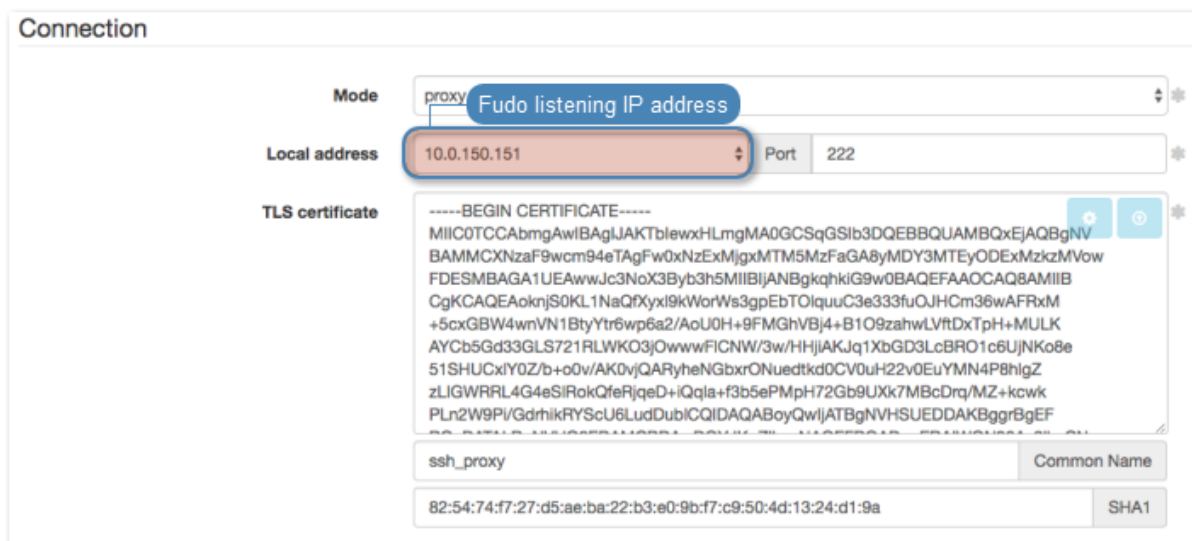 Connection
Mode
proxy
Fudo listening IP address
Local address
10.0.150.151
Port
222
TLS certificate
-----BEGIN CERTIFICATE-----
MIIC0TCCAbmgAwIBAgIJAKTblewxHLmgMA0GCSqGSIb3DQEBBQUAMBQxEjAQBgNV
BAMMCXNzaF9wcm94eTAgFw0xNzExMjgxMTM5MzFaGA8yMDY3MTEyODExMzkzMVow
FDESMBAGA1UEAwwJc3NoX3Byb3h5MIIBIjANBgkqhkiG9w0BAQEFAAOCAQ8AMIIB
CgKCAQEAoknjS0KL1NaQfXyxl9kWorWs3gpEbTOlquuC3e333fuOJHCm36wAFRxM
+5cxGBW4wnVN1BtyYtr6wp6a2/AoU0H+9FMGhVBj4+B1O9zahwLVftDxTpH+MULK
AYCb5Gd33GLS721RLWKO3jOwwwFlCNW/3w/HHjiAKJq1XbGD3LcBRO1c6UjNKo8e
51SHUCxlY0Z/b+o0v/AK0vjQARyheNGbxrONuedtkd0CV0uH22v0EuYMN4P8hlgZ
zLIGWRRL4G4eSlRokQfeRjqeD+iQqla+f3b5ePMpH72Gb9UXk7MBcDrq/MZ+kcwk
PLn2W9Pi/GdrhikRYScU6LudDublCQIDAQABoyQwIjATBgNVHSUEDDAKBggrBgEF
ssh_proxy
Common Name
82:54:74:f7:27:d5:ae:ba:22:b3:e0:9b:f7:c9:50:4d:13:24:d1:9a
SHA1